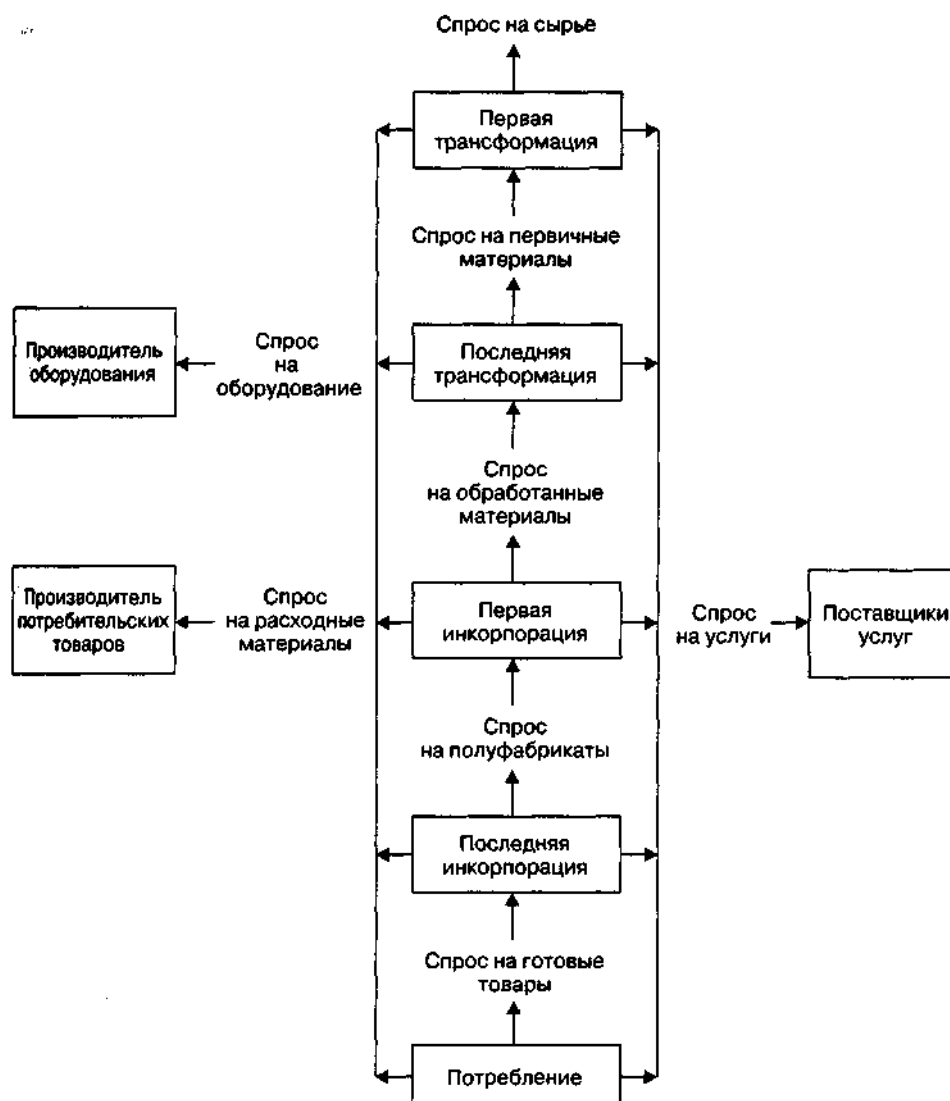 Спрос на сырье
Первая
трансформация
Спрос на первичные
материалы
Производитель
оборудования
Спрос
на
оборудование
Последняя
трансформация
Спрос
на обработанные
материалы
Производитель
потребительских
товаров
Спрос
на расходные
материалы
Первая
инкорпорация
Спрос
на услуги
Поставщики
услуг
Спрос
на полуфабрикаты
Последняя
инкорпорация
Спрос на готовые
товары
Потребление